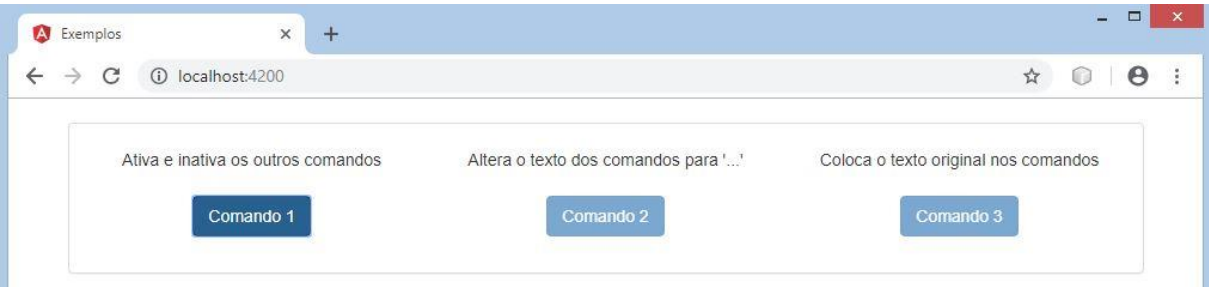 Exemplos
localhost:4200
Ativa e inativa os outros comandos
Altera o texto dos comandos para '...'
Coloca o texto original nos comandos
Comando 1
Comando 2
Comando 3